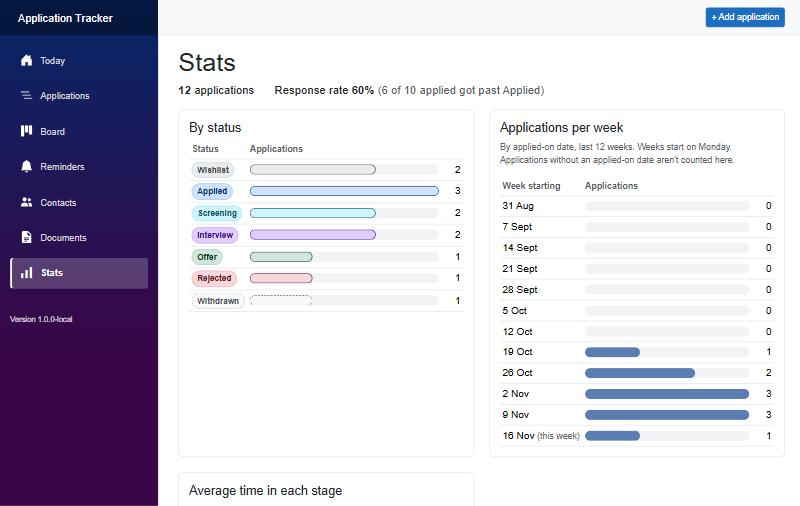 Application Tracker
+ Add application
Today
Applications
Board
Reminders
Contacts
Documents
Stats
Version 1.0.0-local
Stats
12 applications Response rate 60% (6 of 10 applied got past Applied)
By status
Status Applications
Wishlist 2
Applied 3
Screening 2
Interview 2
Offer 1
Rejected 1
Withdrawn 1
Applications per week
By applied-on date, last 12 weeks. Weeks start on Monday.
Applications without an applied-on date aren't counted here.
Week starting Applications
31 Aug 0
7 Sept 0
14 Sept 0
21 Sept 0
28 Sept 0
5 Oct 0
12 Oct 0
19 Oct 1
26 Oct 2
2 Nov 3
9 Nov 3
16 Nov (this week) 1
Average time in each stage